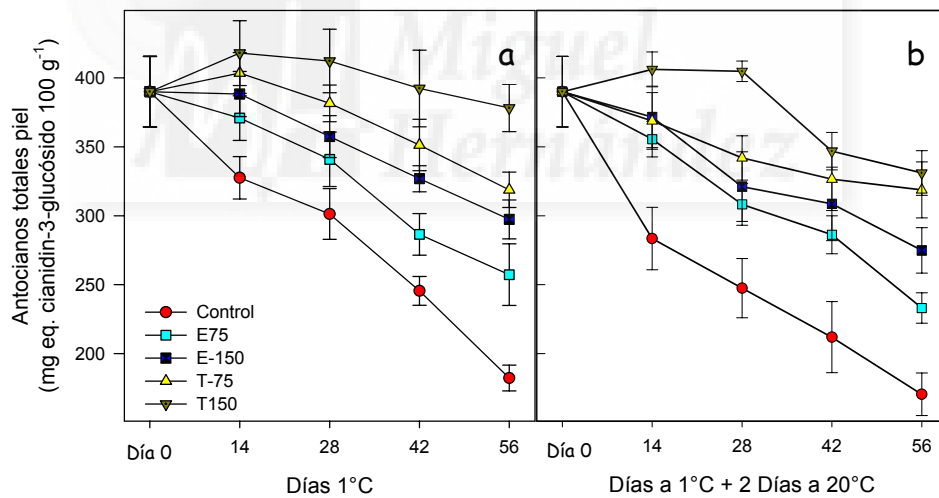 Antocianos totales piel
(mg eq. cianidin-3-glucósido 100 g⁻¹)
400
350
300
250
200
a
b
Miguel
Hernández
Control
E75
E-150
T-75
T150
Día 0
14
28
42
56
Día 0
14
28
42
56
Días 1°C
Días a 1°C + 2 Días a 20°C